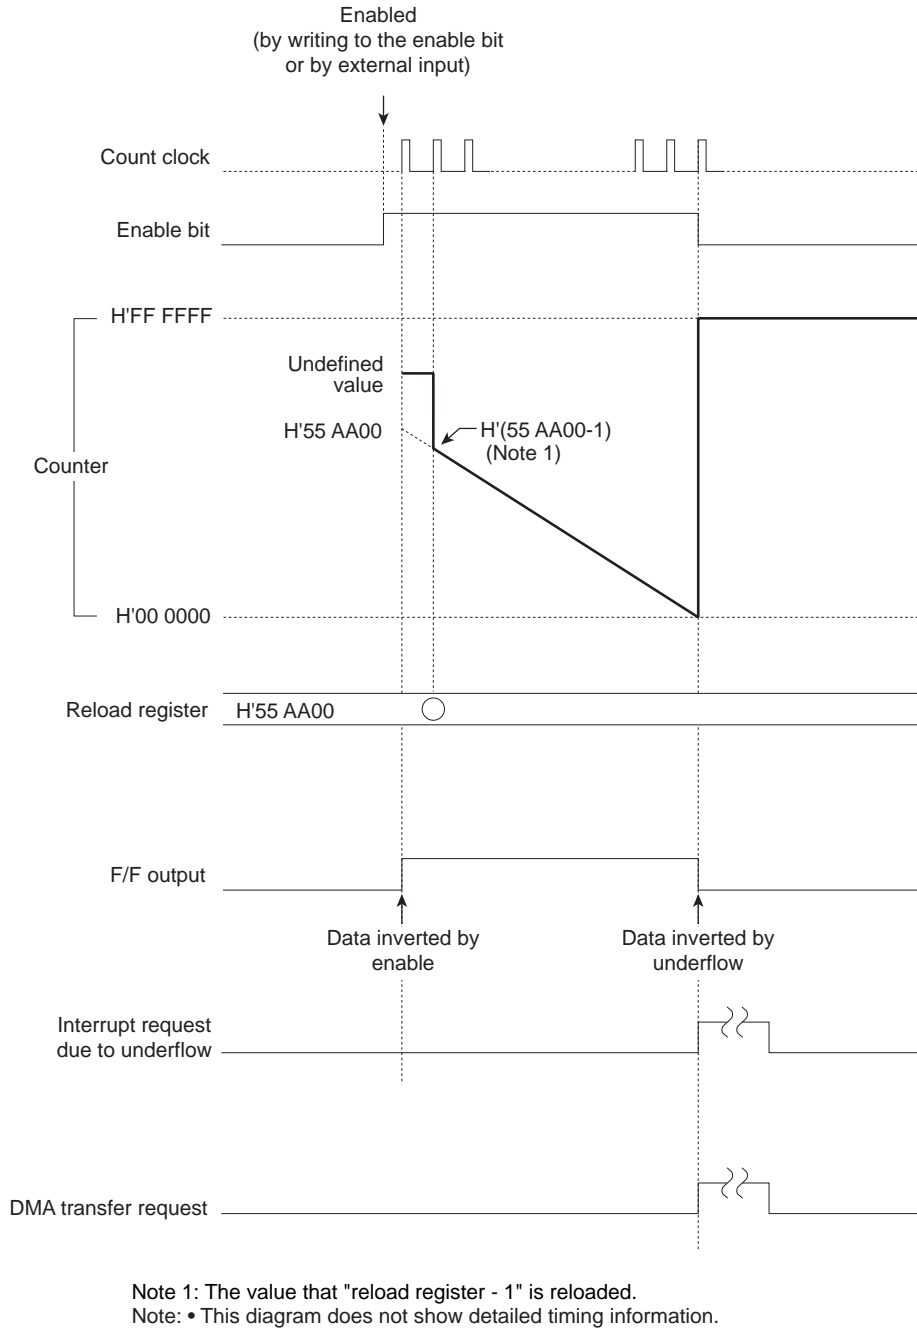 Enabled
(by writing to the enable bit
or by external input)
Count clock
Enable bit
H'FF FFFF
Undefined
value
H'55 AA00
H'(55 AA00-1)
(Note 1)
Counter
H'00 0000
Reload register
H'55 AA00
F/F output
Data inverted by
enable
Data inverted by
underflow
Interrupt request
due to underflow
DMA transfer request
Note 1: The value that "reload register - 1" is reloaded.
Note: • This diagram does not show detailed timing information.